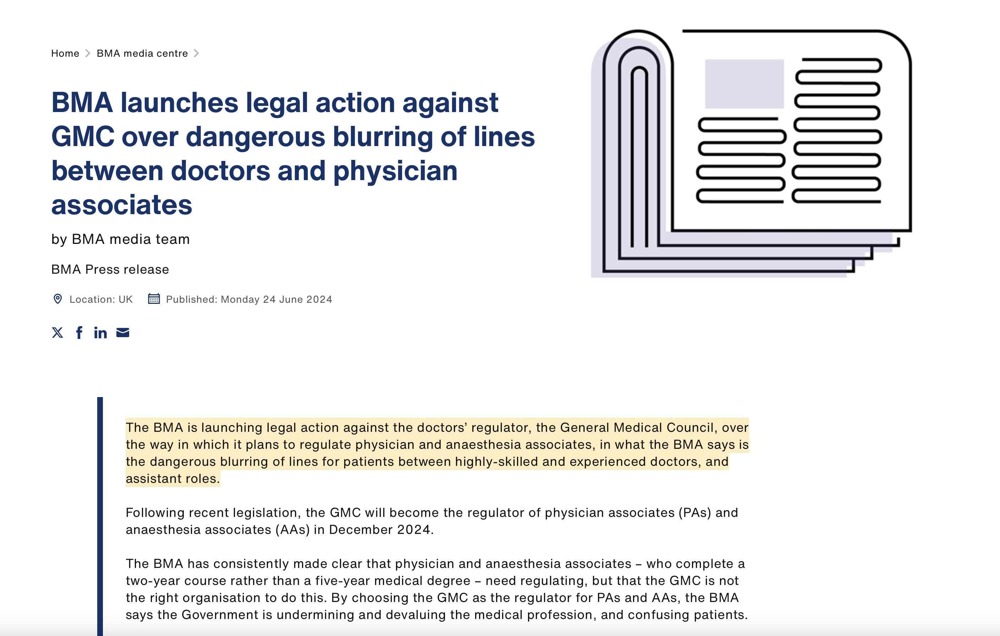 Home
BMA media centre
BMA launches legal action against
GMC over dangerous blurring of lines
between doctors and physician
associates
by BMA media team
BMA Press release
Location: UK
Published: Monday 24 June 2024
The BMA is launching legal action against the doctors’ regulator, the General Medical Council, over
the way in which it plans to regulate physician and anaesthesia associates, in what the BMA says is
the dangerous blurring of lines for patients between highly-skilled and experienced doctors, and
assistant roles.
Following recent legislation, the GMC will become the regulator of physician associates (PAs) and
anaesthesia associates (AAs) in December 2024.
The BMA has consistently made clear that physician and anaesthesia associates – who complete a
two-year course rather than a five-year medical degree – need regulating, but that the GMC is not
the right organisation to do this. By choosing the GMC as the regulator for PAs and AAs, the BMA
says the Government is undermining and devaluing the medical profession, and confusing patients.